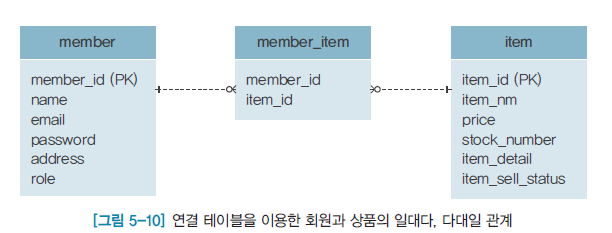 member
member_id (PK)
name
email
password
address
role
member_item
member_id
item_id
item
item_id (PK)
item_nm
price
stock_number
item_detail
item_sell_status
[그림 5-10] 연결 테이블을 이용한 회원과 상품의 일대다, 다대일 관계